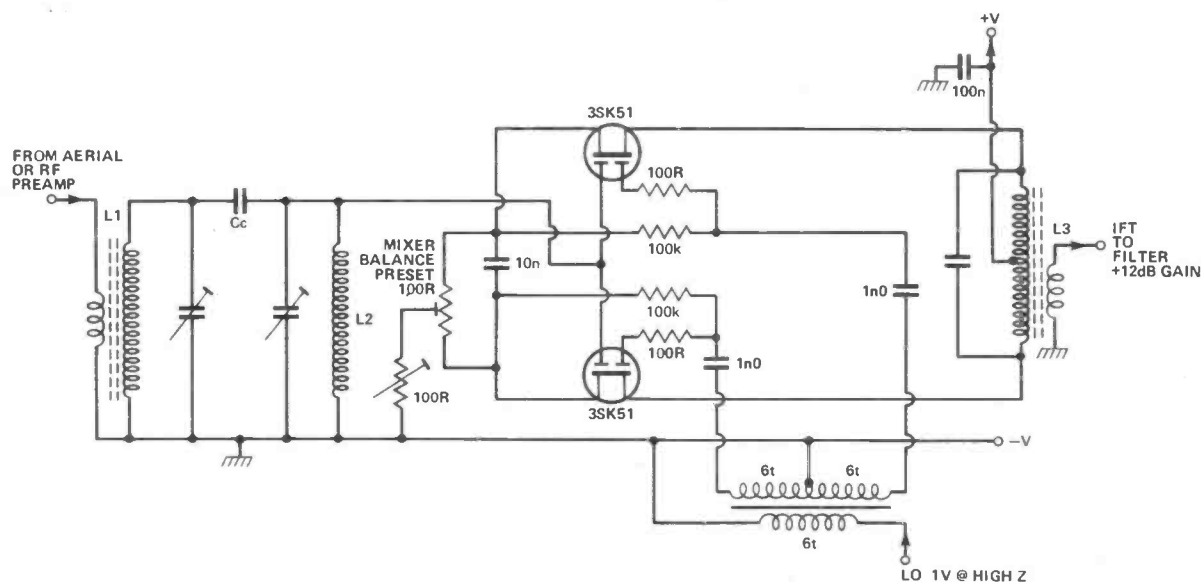 +V
100n
3SK51
FROM AERIAL
OR RF
PREAMP
L1
Cc
100R
100k
MIXER
BALANCE
PRESET
100R
10n
L2
100k
100R
1n0
1n0
L3
IFT
TO
FILTER
+12dB GAIN
100R
3SK51
−V
6t
6t
6t
LO 1V @ HIGH Z